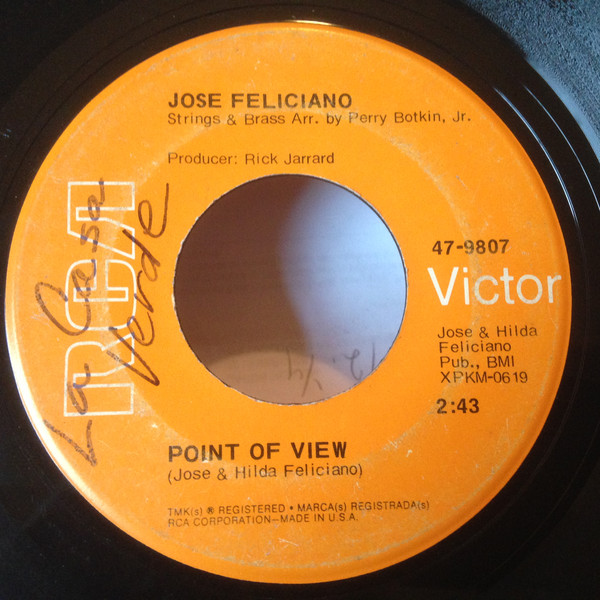 JOSE FELICIANO
Strings & Brass Arr. by Perry Botkin, Jr.
Producer: Rick Jarrard
RCA
La Casa
Verde
47-9807
Victor
Jose & Hilda
Feliciano
Pub., BMI
XPKM-0619
2:43
POINT OF VIEW
(Jose & Hilda Feliciano)
TMK(s) ® REGISTERED • MARCA(s) REGISTRADA(s)
RCA CORPORATION—MADE IN U.S.A.